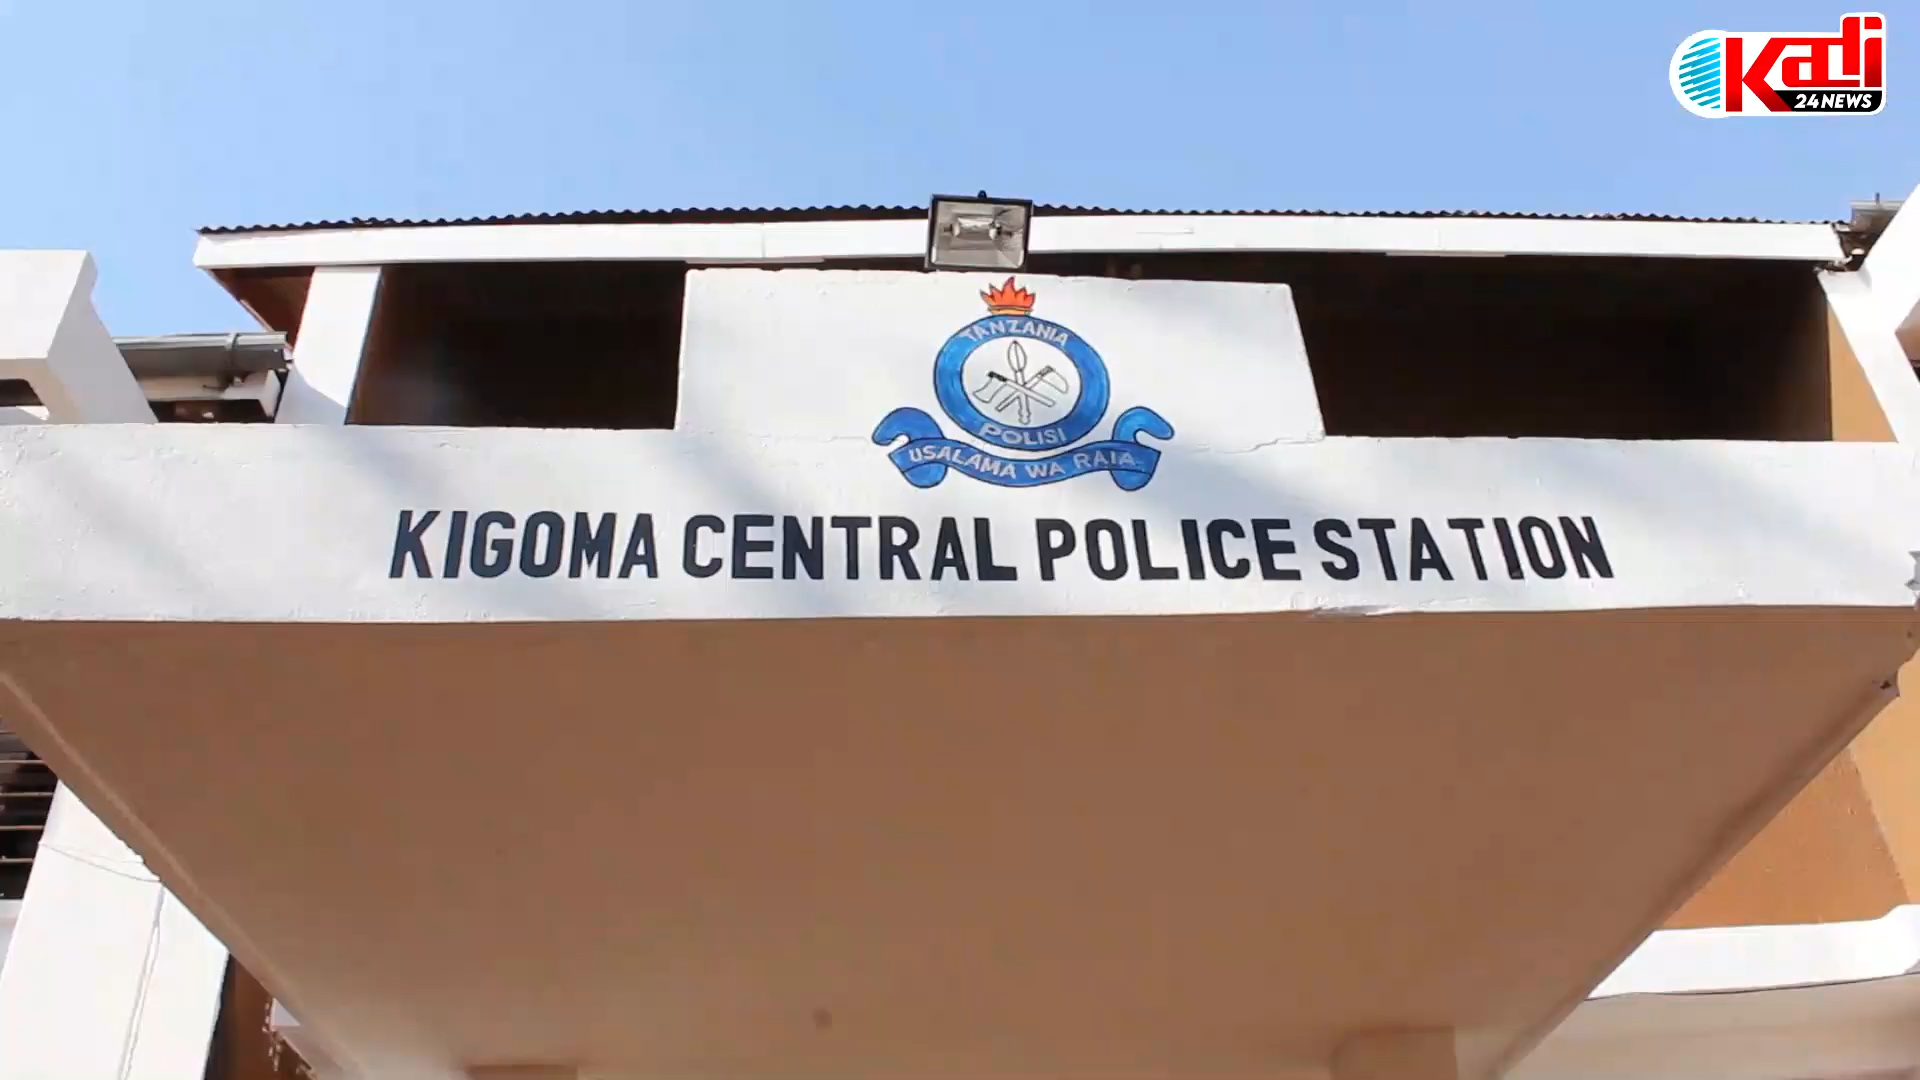 Kadi
24NEWS
TANZANIA
POLISI
USALAMA WA RAIA
KIGOMA CENTRAL POLICE STATION